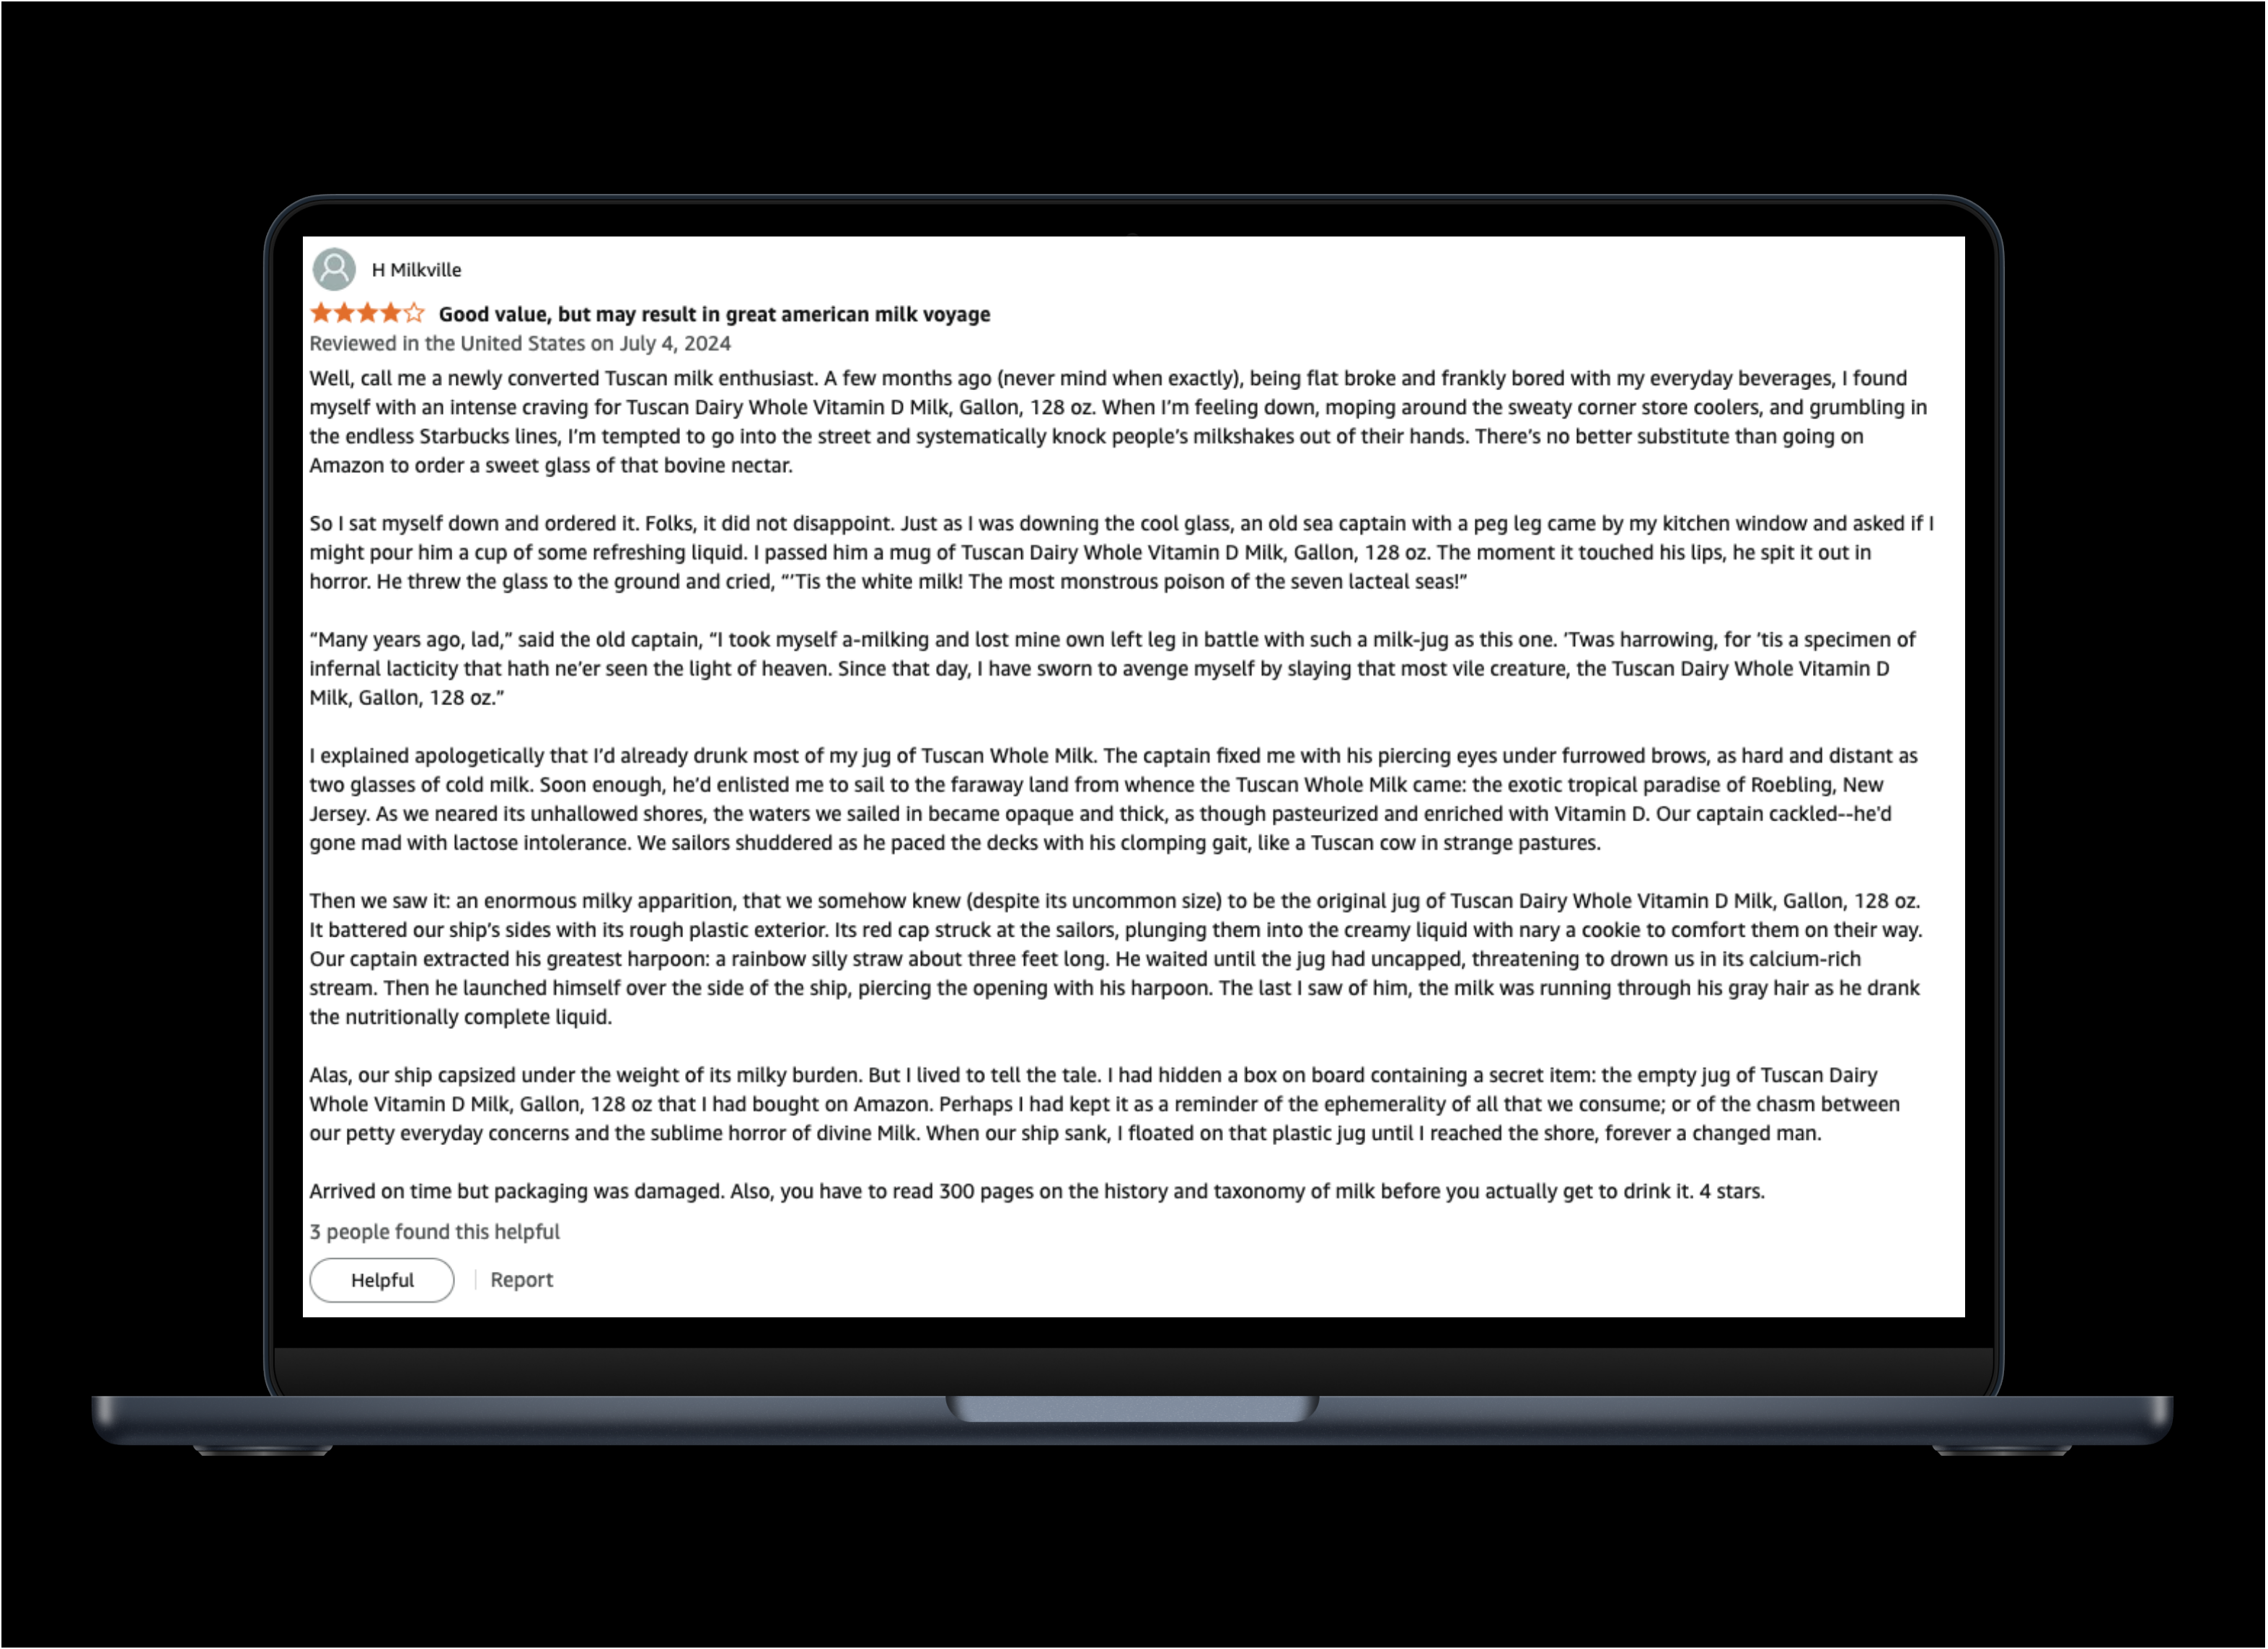 H Milkville
Good value, but may result in great american milk voyage
Reviewed in the United States on July 4, 2024
Well, call me a newly converted Tuscan milk enthusiast. A few months ago (never mind when exactly), being flat broke and frankly bored with my everyday beverages, I found
myself with an intense craving for Tuscan Dairy Whole Vitamin D Milk, Gallon, 128 oz. When I’m feeling down, moping around the sweaty corner store coolers, and grumbling in
the endless Starbucks lines, I’m tempted to go into the street and systematically knock people’s milkshakes out of their hands. There’s no better substitute than going on
Amazon to order a sweet glass of that bovine nectar.
So I sat myself down and ordered it. Folks, it did not disappoint. Just as I was downing the cool glass, an old sea captain with a peg leg came by my kitchen window and asked if I
might pour him a cup of some refreshing liquid. I passed him a mug of Tuscan Dairy Whole Vitamin D Milk, Gallon, 128 oz. The moment it touched his lips, he spit it out in
horror. He threw the glass to the ground and cried, “’Tis the white milk! The most monstrous poison of the seven lacteal seas!”
“Many years ago, lad,” said the old captain, “I took myself a-milking and lost mine own left leg in battle with such a milk-jug as this one. ’Twas harrowing, for ’tis a specimen of
infernal lacticity that hath ne’er seen the light of heaven. Since that day, I have sworn to avenge myself by slaying that most vile creature, the Tuscan Dairy Whole Vitamin D
Milk, Gallon, 128 oz.”
I explained apologetically that I’d already drunk most of my jug of Tuscan Whole Milk. The captain fixed me with his piercing eyes under furrowed brows, as hard and distant as
two glasses of cold milk. Soon enough, he’d enlisted me to sail to the faraway land from whence the Tuscan Whole Milk came: the exotic tropical paradise of Roebling, New
Jersey. As we neared its unhallowed shores, the waters we sailed in became opaque and thick, as though pasteurized and enriched with Vitamin D. Our captain cackled--he'd
gone mad with lactose intolerance. We sailors shuddered as he paced the decks with his clomping gait, like a Tuscan cow in strange pastures.
Then we saw it: an enormous milky apparition, that we somehow knew (despite its uncommon size) to be the original jug of Tuscan Dairy Whole Vitamin D Milk, Gallon, 128 oz.
It battered our ship’s sides with its rough plastic exterior. Its red cap struck at the sailors, plunging them into the creamy liquid with nary a cookie to comfort them on their way.
Our captain extracted his greatest harpoon: a rainbow silly straw about three feet long. He waited until the jug had uncapped, threatening to drown us in its calcium-rich
stream. Then he launched himself over the side of the ship, piercing the opening with his harpoon. The last I saw of him, the milk was running through his gray hair as he drank
the nutritionally complete liquid.
Alas, our ship capsized under the weight of its milky burden. But I lived to tell the tale. I had hidden a box on board containing a secret item: the empty jug of Tuscan Dairy
Whole Vitamin D Milk, Gallon, 128 oz that I had bought on Amazon. Perhaps I had kept it as a reminder of the ephemerality of all that we consume; or of the chasm between
our petty everyday concerns and the sublime horror of divine Milk. When our ship sank, I floated on that plastic jug until I reached the shore, forever a changed man.
Arrived on time but packaging was damaged. Also, you have to read 300 pages on the history and taxonomy of milk before you actually get to drink it. 4 stars.
3 people found this helpful
Helpful
Report